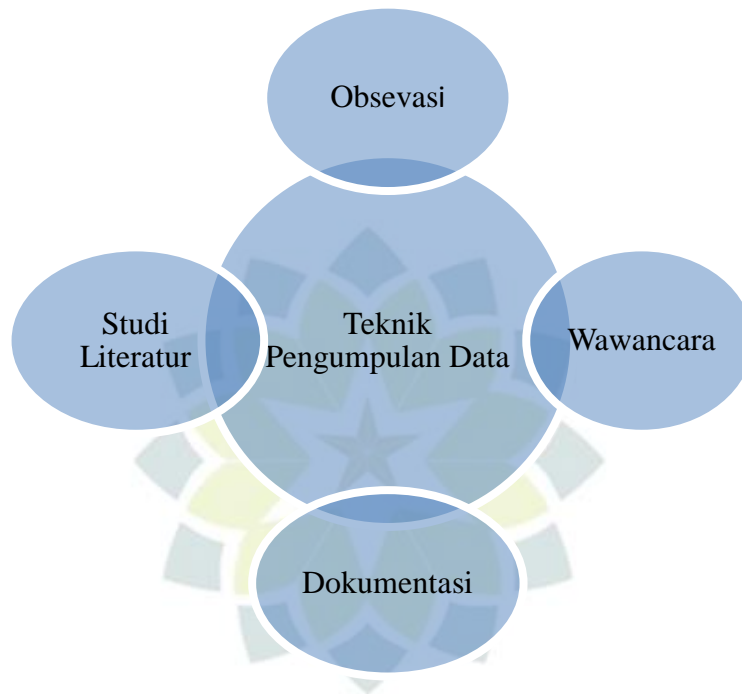 Obsevasi
Studi
Literatur
Teknik
Pengumpulan Data
Wawancara
Dokumentasi